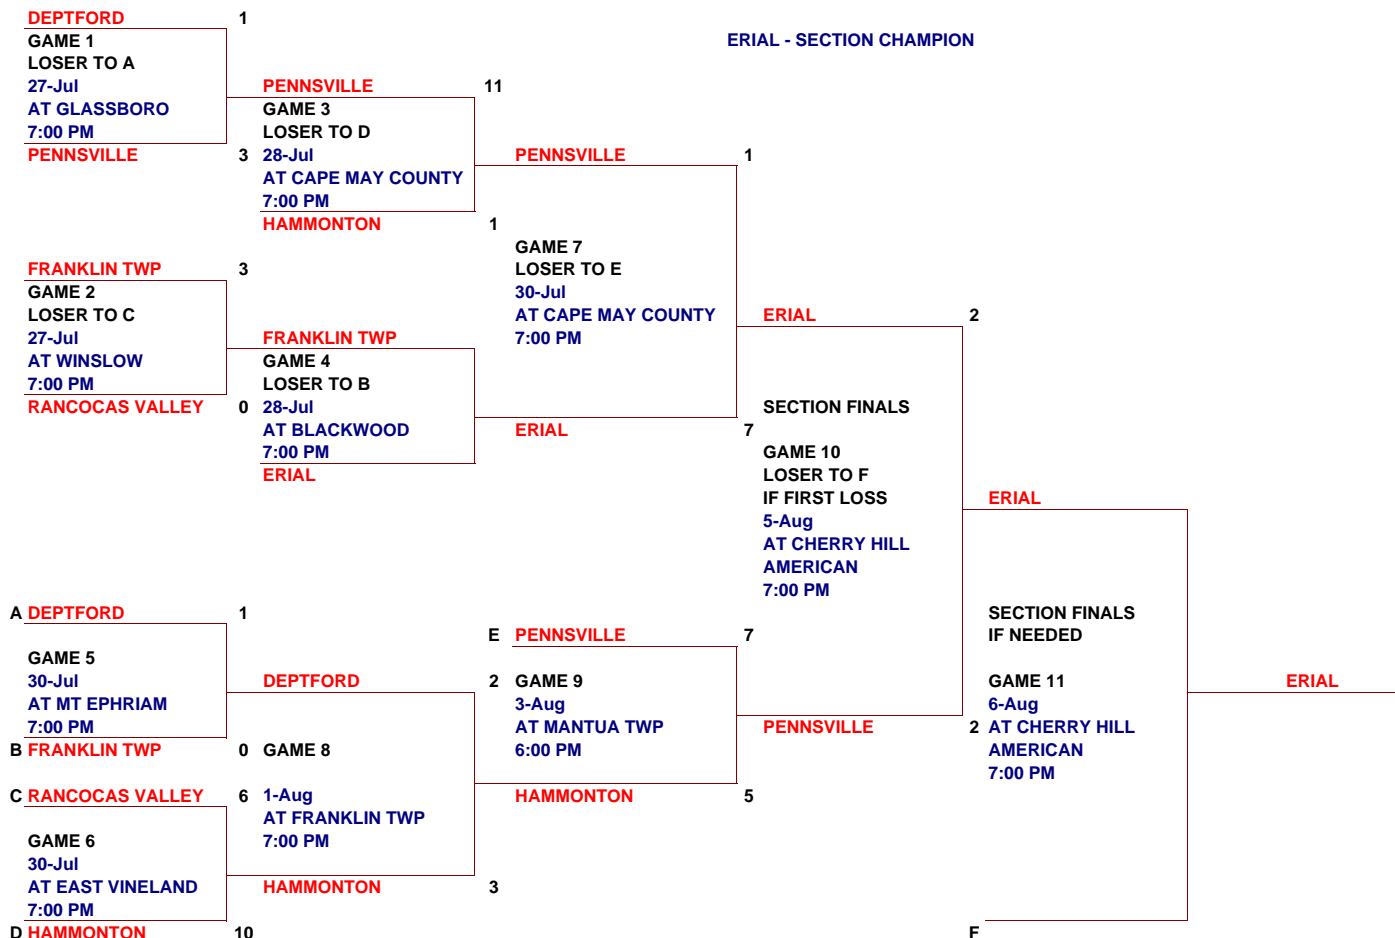 DEPTFORD 1
GAME 1
LOSER TO A
27-Jul
AT GLASSBORO
7:00 PM
PENNSVILLE 3
ERIAL - SECTION CHAMPION
PENNSVILLE 11
GAME 3
LOSER TO D
28-Jul
AT CAPE MAY COUNTY
7:00 PM
HAMMONTON 1
FRANKLIN TWP 3
GAME 2
LOSER TO C
27-Jul
AT WINSLOW
7:00 PM
RANCOCAS VALLEY 0
FRANKLIN TWP
GAME 4
LOSER TO B
28-Jul
AT BLACKWOOD
7:00 PM
ERIAL
PENNSVILLE 1
GAME 7
LOSER TO E
30-Jul
AT CAPE MAY COUNTY
7:00 PM
ERIAL 7
ERIAL 2
SECTION FINALS
GAME 10
LOSER TO F
IF FIRST LOSS
5-Aug
AT CHERRY HILL
AMERICAN
7:00 PM
PENNSVILLE 2
A DEPTFORD 1
GAME 5
30-Jul
AT MT EPHRIAM
7:00 PM
B FRANKLIN TWP 0
C RANCOCAS VALLEY 6
GAME 6
30-Jul
AT EAST VINELAND
7:00 PM
D HAMMONTON 10
DEPTFORD 2
GAME 8
1-Aug
AT FRANKLIN TWP
7:00 PM
HAMMONTON 3
E PENNSVILLE 7
GAME 9
3-Aug
AT MANTUA TWP
6:00 PM
HAMMONTON 5
ERIAL
SECTION FINALS
IF NEEDED
GAME 11
6-Aug
AT CHERRY HILL
AMERICAN
7:00 PM
F
ERIAL